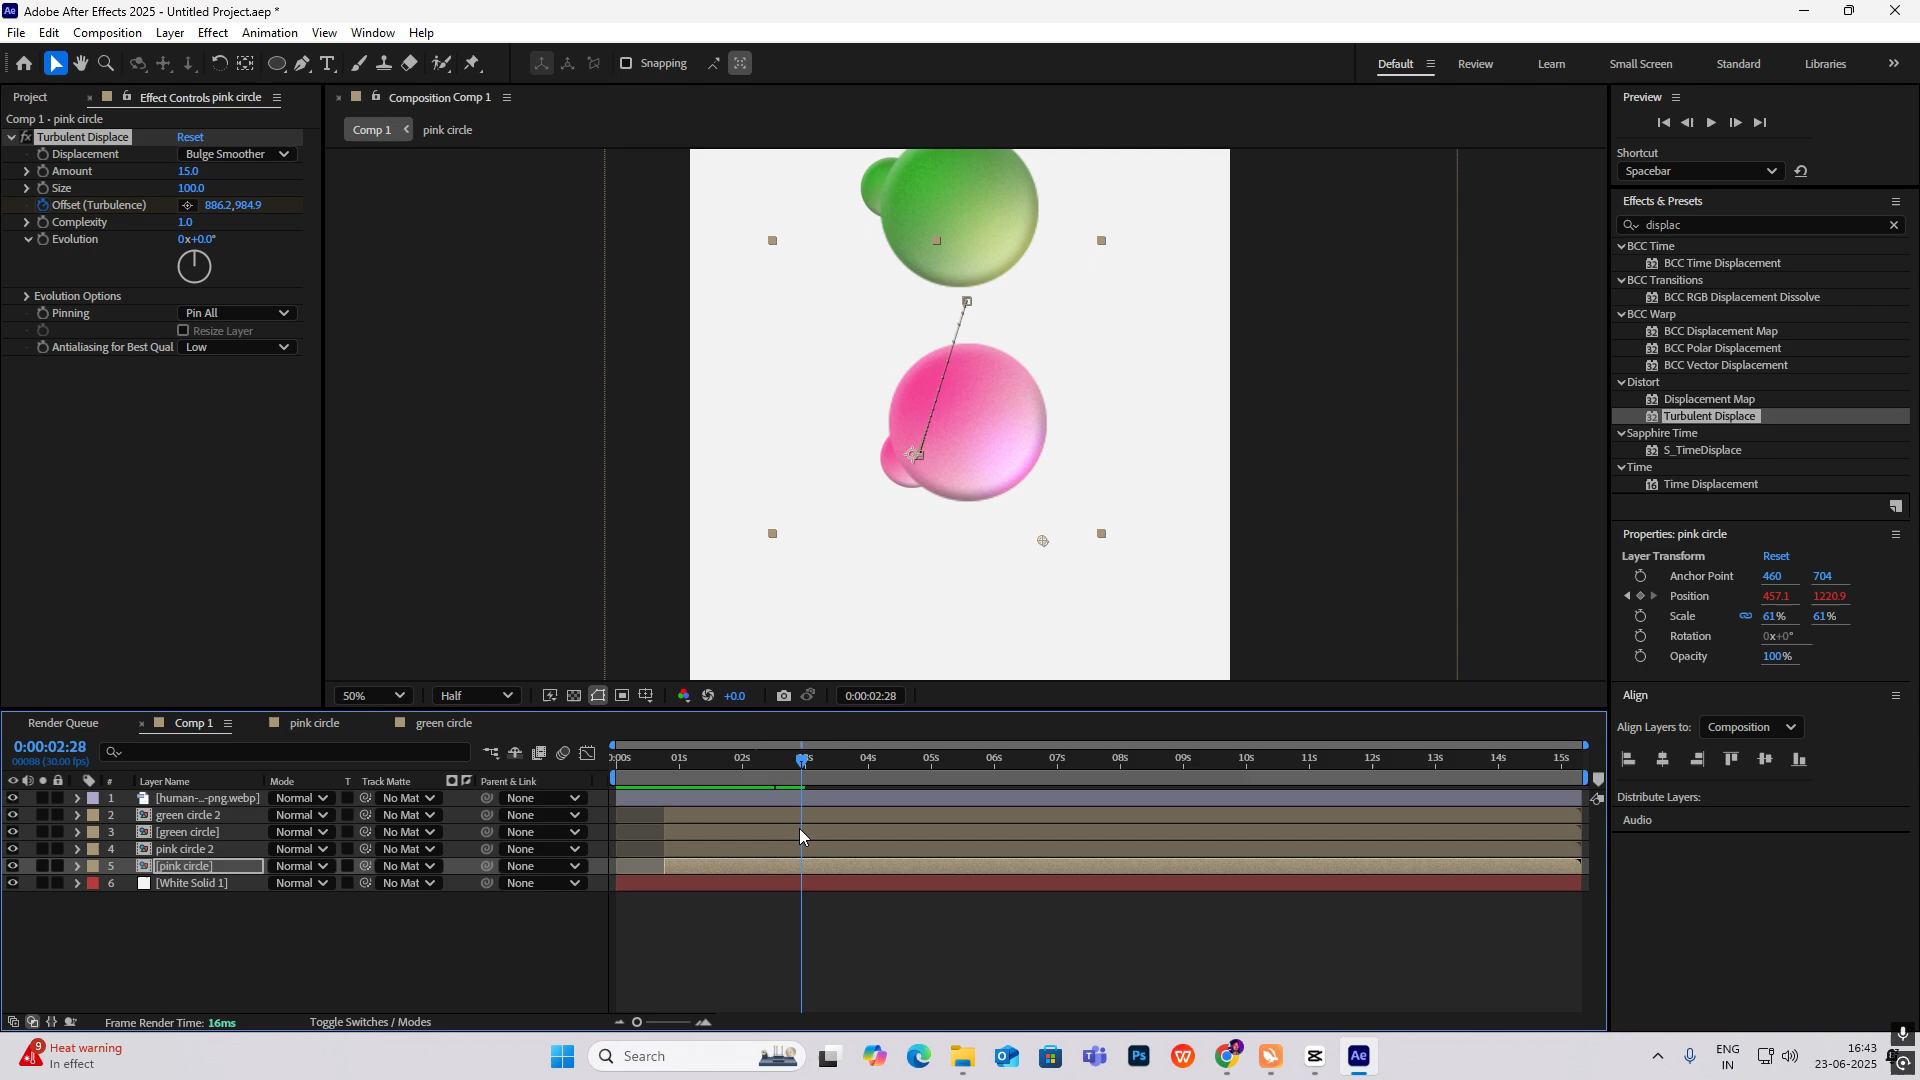 Adobe After Effects 2025 - Untitled Project.aep *
File Edit Composition Layer Effect Animation View Window Help
Snapping
Default Review Learn Small Screen Standard Libraries
Project Effect Controls pink circle
Comp 1 • pink circle
Turbulent Displace Reset
Displacement Bulge Smoother
Amount 15.0
Size 100.0
Offset (Turbulence) 886.2,984.9
Complexity 1.0
Evolution 0x+0.0°
Evolution Options
Pinning Pin All
Resize Layer
Antialiasing for Best Qual Low
Composition Comp 1
Comp 1 pink circle
50% Half +0.0 0:00:02:28
Preview
Shortcut
Spacebar
Effects & Presets
displac
BCC Time
BCC Time Displacement
BCC Transitions
BCC RGB Displacement Dissolve
BCC Warp
BCC Displacement Map
BCC Polar Displacement
BCC Vector Displacement
Distort
Displacement Map
Turbulent Displace
Sapphire Time
S_TimeDisplace
Time
Time Displacement
Properties: pink circle
Layer Transform Reset
Anchor Point 460 704
Position 457.1 1220.9
Scale 61% 61%
Rotation 0x+0°
Opacity 100%
Align
Align Layers to: Composition
Distribute Layers:
Audio
Render Queue Comp 1 pink circle green circle
0:00:02:28
00088 (30.00 fps)
:00s 01s 02s 04s 05s 06s 07s 08s 09s 10s 11s 12s 13s 14s 15s
# Layer Name Mode T Track Matte Parent & Link
1 [human-...-png.webp] Normal No Mat None
2 green circle 2 Normal No Mat None
3 [green circle] Normal No Mat None
4 pink circle 2 Normal No Mat None
5 [pink circle] Normal No Mat None
6 [White Solid 1] Normal No Mat None
Frame Render Time: 16ms Toggle Switches / Modes
9 Heat warning
In effect
Search
ENG
IN
16:43
23-06-2025